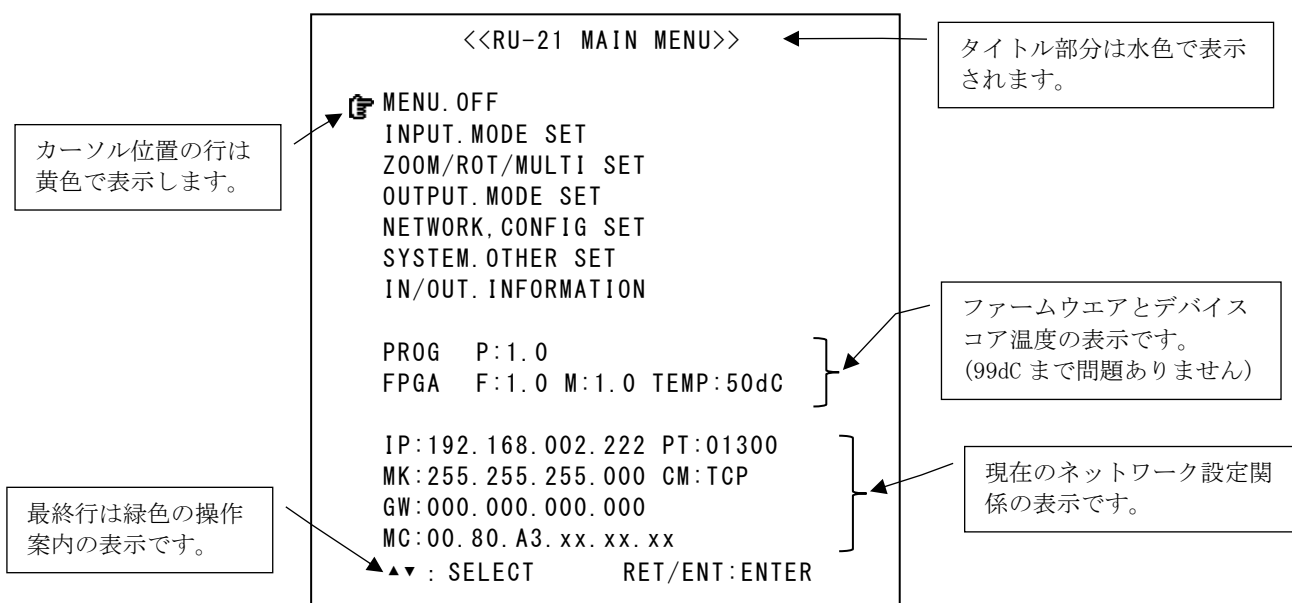 <<RU-21 MAIN MENU>>
タイトル部分は水色で表示
されます。
MENU.OFF
INPUT.MODE SET
ZOOM/ROT/MULTI SET
OUTPUT.MODE SET
NETWORK,CONFIG SET
SYSTEM.OTHER SET
IN/OUT.INFORMATION
カーソル位置の行は
黄色で表示します。
PROG P:1.0
FPGA F:1.0 M:1.0 TEMP:50dC
ファームウエアとデバイス
コア温度の表示です。
(99dC まで問題ありません)
IP:192.168.002.222 PT:01300
MK:255.255.255.000 CM:TCP
GW:000.000.000.000
MC:00.80.A3.xx.xx.xx
現在のネットワーク設定関
係の表示です。
最終行は緑色の操作
案内の表示です。
▲▼:SELECT RET/ENT:ENTER